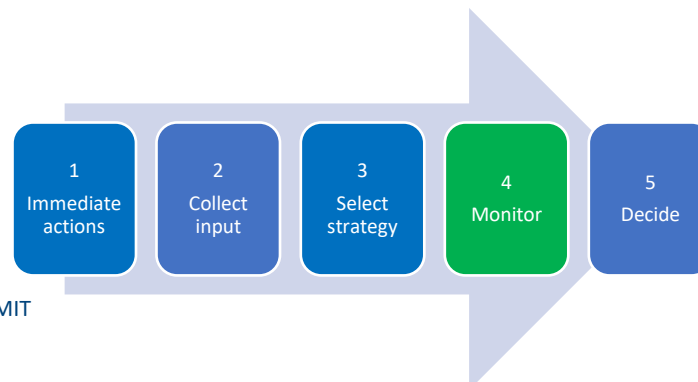 1
Immediate
actions
2
Collect
input
3
Select
strategy
4
Monitor
5
Decide
MIT